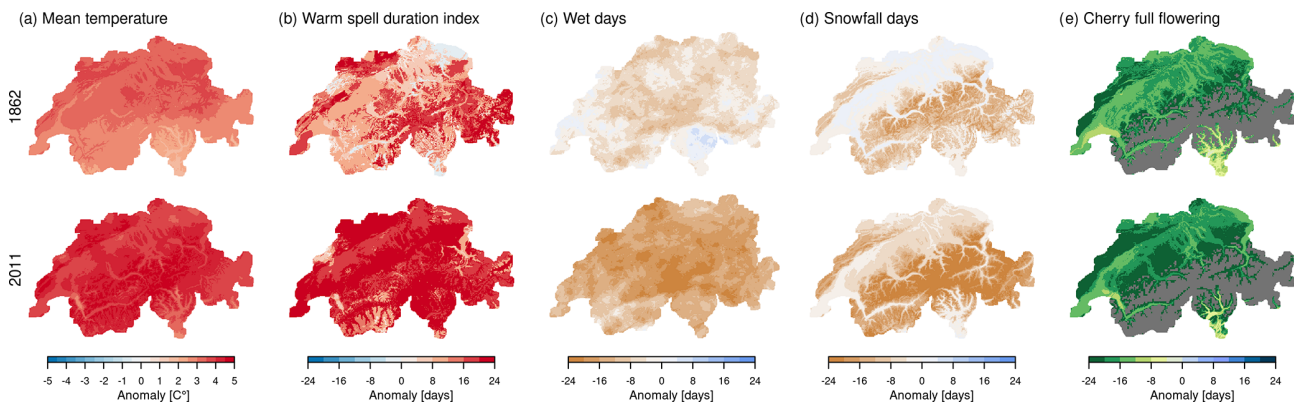 (a) Mean temperature (b) Warm spell duration index (c) Wet days (d) Snowfall days (e) Cherry full flowering
1862
2011
-5 -4 -3 -2 -1 0 1 2 3 4 5 -24 -16 -8 0 8 16 24 -24 -16 -8 0 8 16 24 -24 -16 -8 0 8 16 24 -24 -16 -8 0 8 16 24
Anomaly [C°] Anomaly [days] Anomaly [days] Anomaly [days] Anomaly [days]